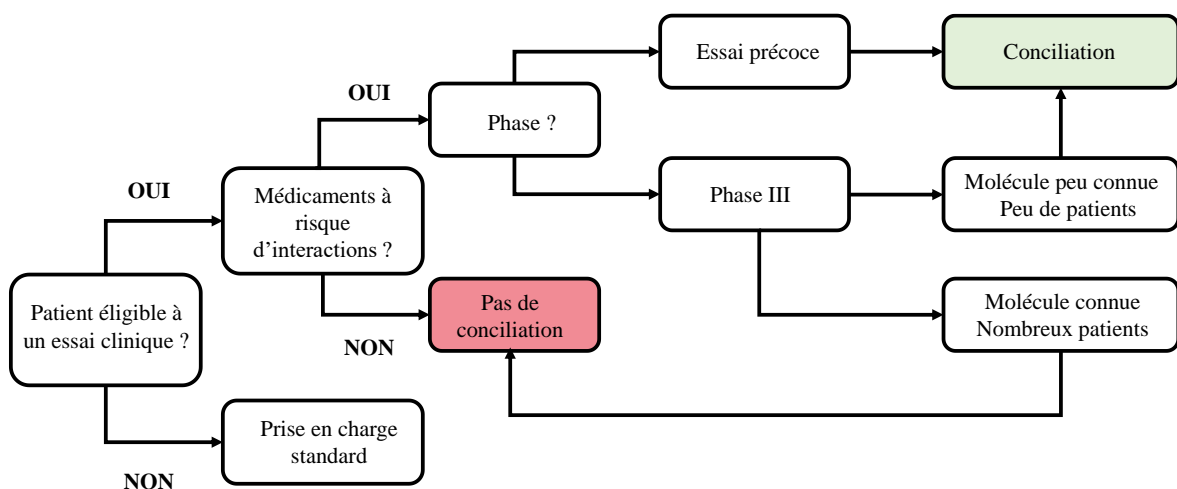 Patient éligible à
un essai clinique ?
OUI
NON
Médicaments à
risque
d’interactions ?
Prise en charge
standard
OUI
NON
Phase ?
Pas de
conciliation
Essai précoce
Phase III
Conciliation
Molécule peu connue
Peu de patients
Molécule connue
Nombreux patients